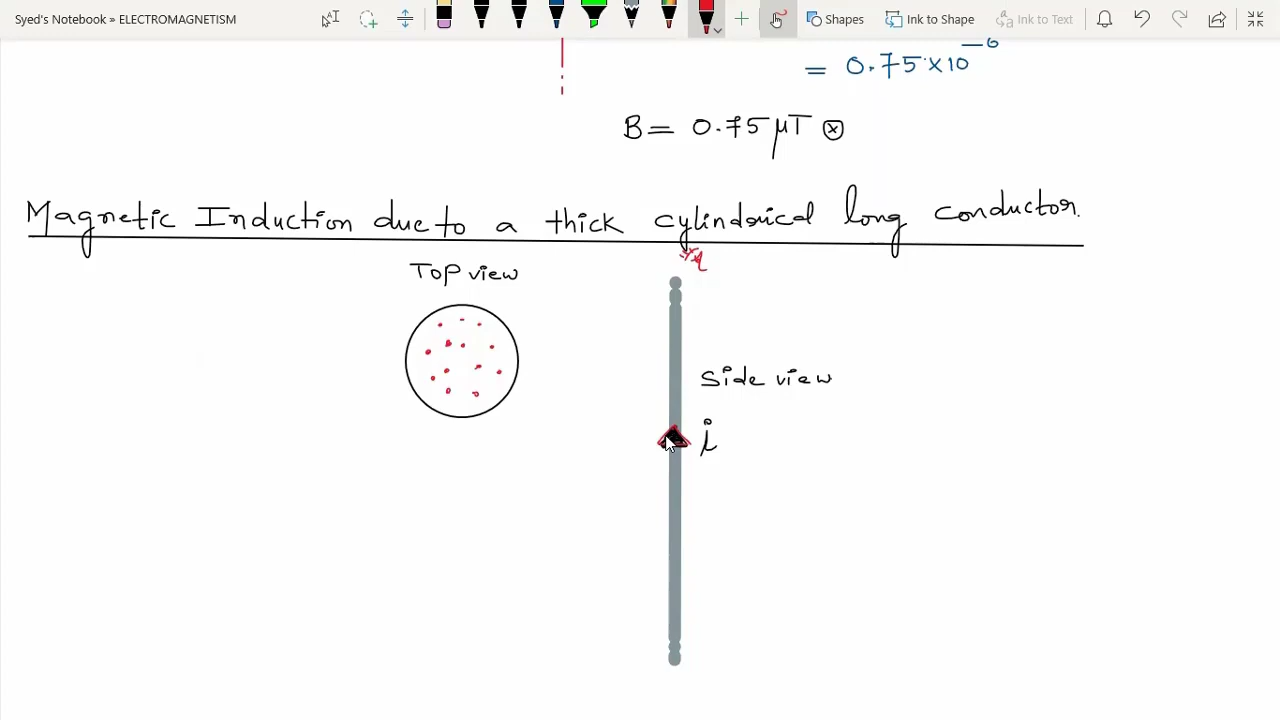 Syed's Notebook » ELECTROMAGNETISM
Shapes
Ink to Shape
Ink to Text
= 0.75×10⁻⁶
B = 0.75 μT ⊗
Magnetic Induction due to a thick cylindrical long conductor.
Top view
Side view
i